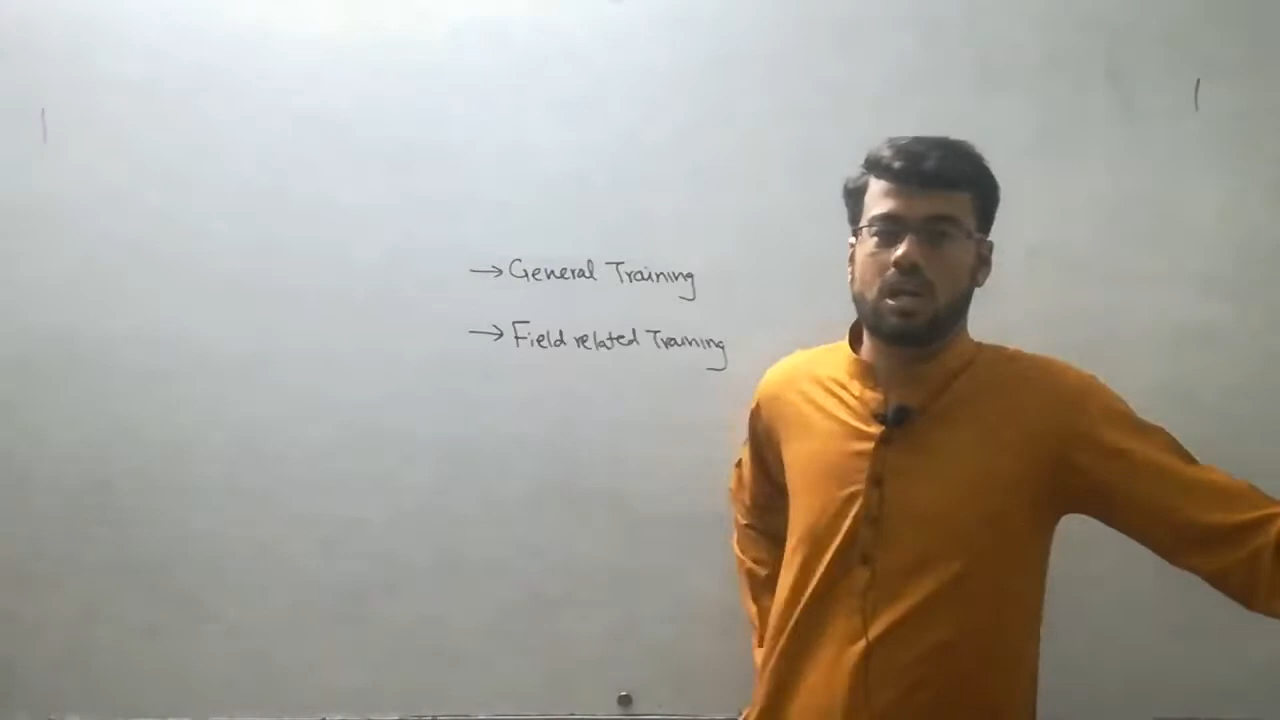 → General Training
→ Field related Training